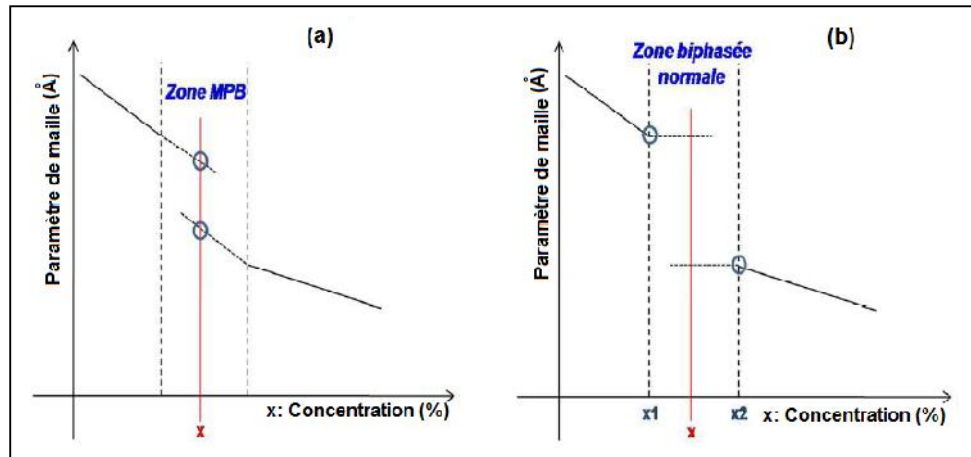 (a)
Zone MPB
Paramètre de maille (Å)
x: Concentration (%)
x
(b)
Zone biphasée
normale
Paramètre de maille (Å)
x1
x2
x: Concentration (%)
x